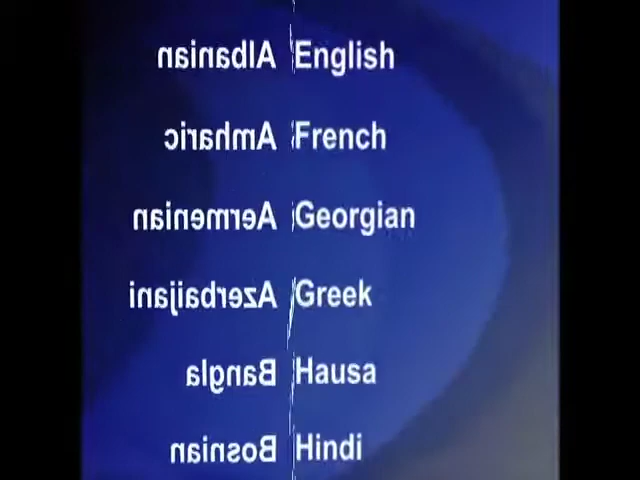 Albanian English
Amharic French
Aermenian Georgian
Azerbaijani Greek
Bangla Hausa
Bosnian Hindi